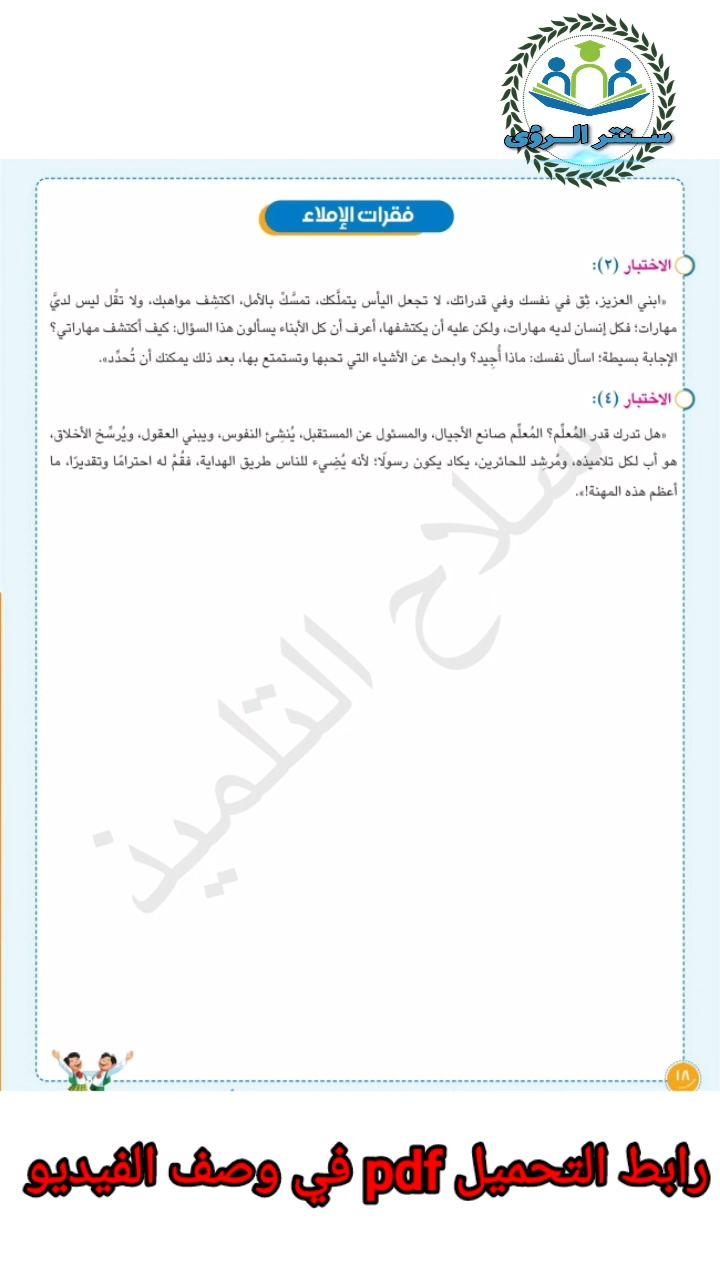 سنتر الرؤى
فقرات الإملاء
الاختبار (٢):
«ابني العزيز، ثِق في نفسك وفي قدراتك، لا تجعل اليأس يتملَّكك، تمسَّكْ بالأمل، اكتشِف مواهبك، ولا تقُل ليس لديَّ
مهارات؛ فكل إنسان لديه مهارات، ولكن عليه أن يكتشفها، أعرف أن كل الأبناء يسألون هذا السؤال: كيف أكتشف مهاراتي؟
الإجابة بسيطة؛ اسأل نفسك: ماذا أُجِيد؟ وابحث عن الأشياء التي تحبها وتستمتع بها، بعد ذلك يمكنك أن تُحدِّد».
الاختبار (٤):
«هل تدرك قدر المُعلِّم؟ المُعلِّم صانع الأجيال، والمسئول عن المستقبل، يُنشِئ النفوس، ويبني العقول، ويُرسِّخ الأخلاق،
هو أب لكل تلاميذه، ومُرشِد للحائرين، يكاد يكون رسولًا؛ لأنه يُضِيء للناس طريق الهداية، فقُمْ له احترامًا وتقديرًا، ما
أعظم هذه المهنة!».
سلاح التلميذ
١٨
رابط التحميل pdf في وصف الفيديو